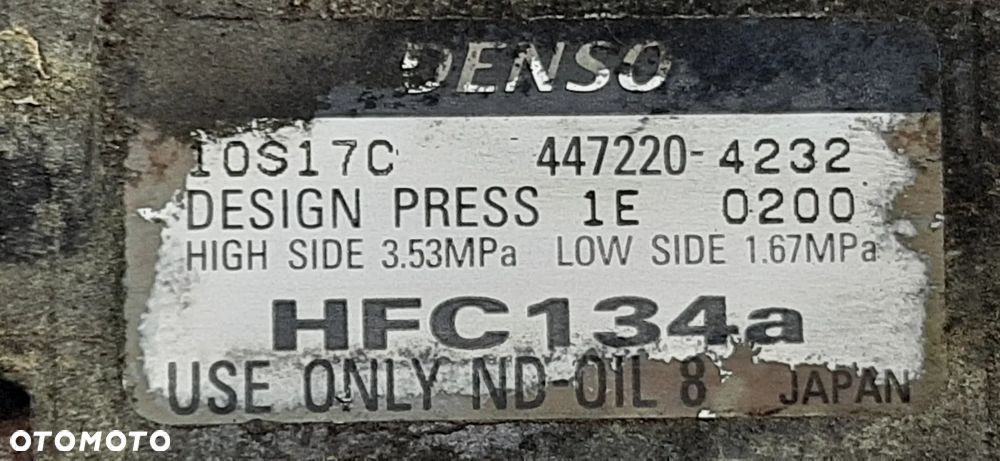 DENSO
10S17C 447220-4232
DESIGN PRESS 1E 0200
HIGH SIDE 3.53MPa LOW SIDE 1.67MPa
HFC134a
USE ONLY ND-OIL 8 JAPAN
OTOMOTO